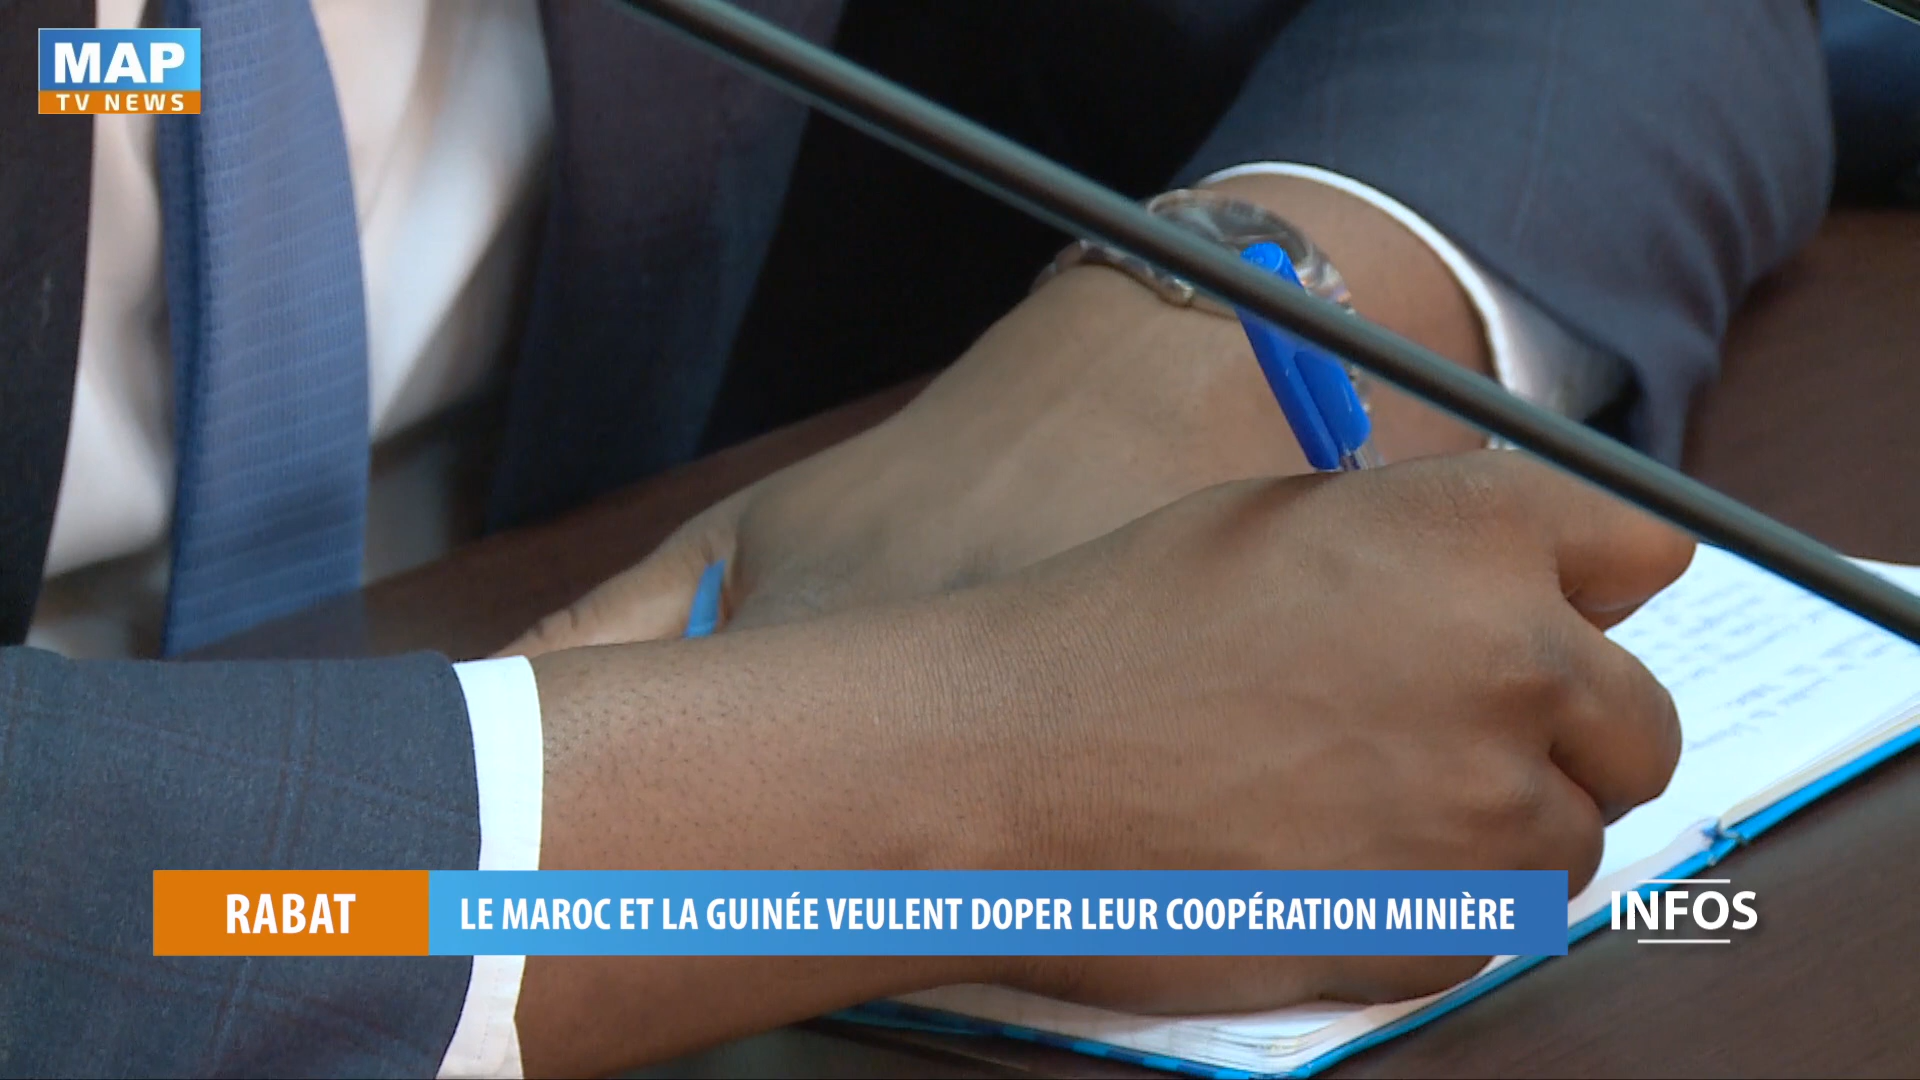 MAP
TV NEWS
RABAT
LE MAROC ET LA GUINÉE VEULENT DOPER LEUR COOPÉRATION MINIÈRE
INFOS